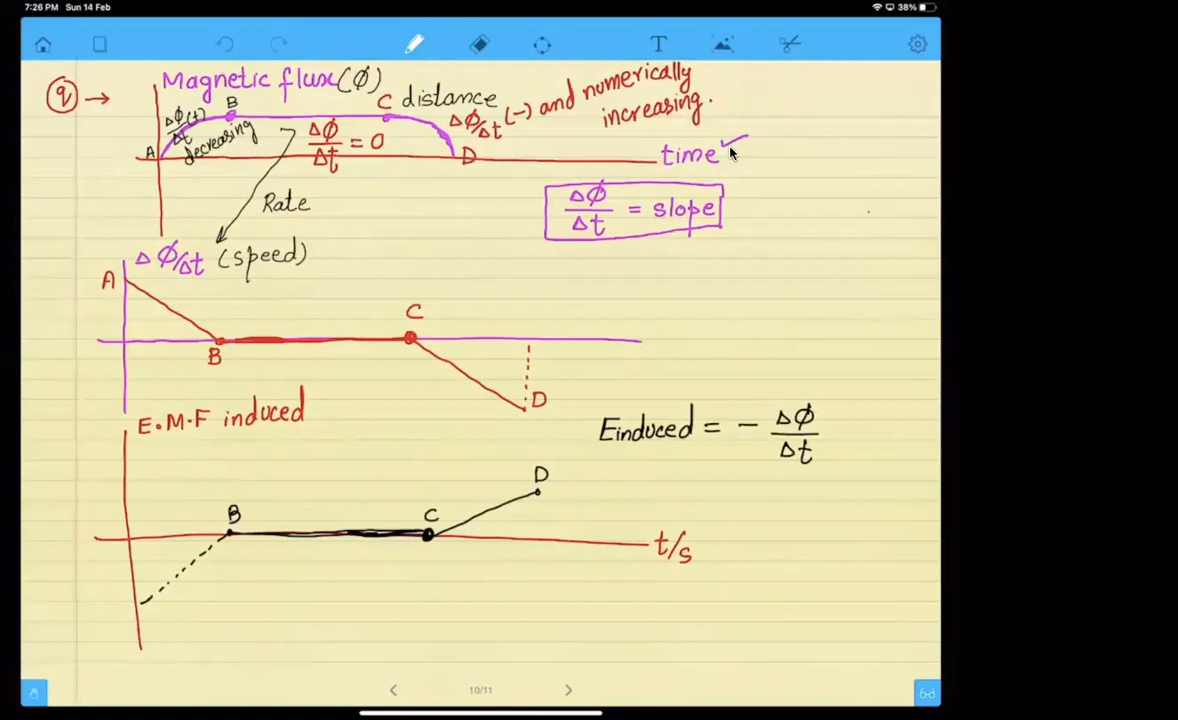 7:26 PM Sun 14 Feb
38%
T
9 →
Magnetic flux(Φ)
B
C distance
ΔΦ/Δt (-) and numerically
increasing.
ΔΦ(+)
Δt
decreasing
ΔΦ
Δt = 0
A
D
time ✓
Rate
ΔΦ
Δt = slope
ΔΦ/Δt (speed)
A
C
B
D
E.M.F induced
Einduced = - ΔΦ
Δt
D
B
C
t/s
10/11